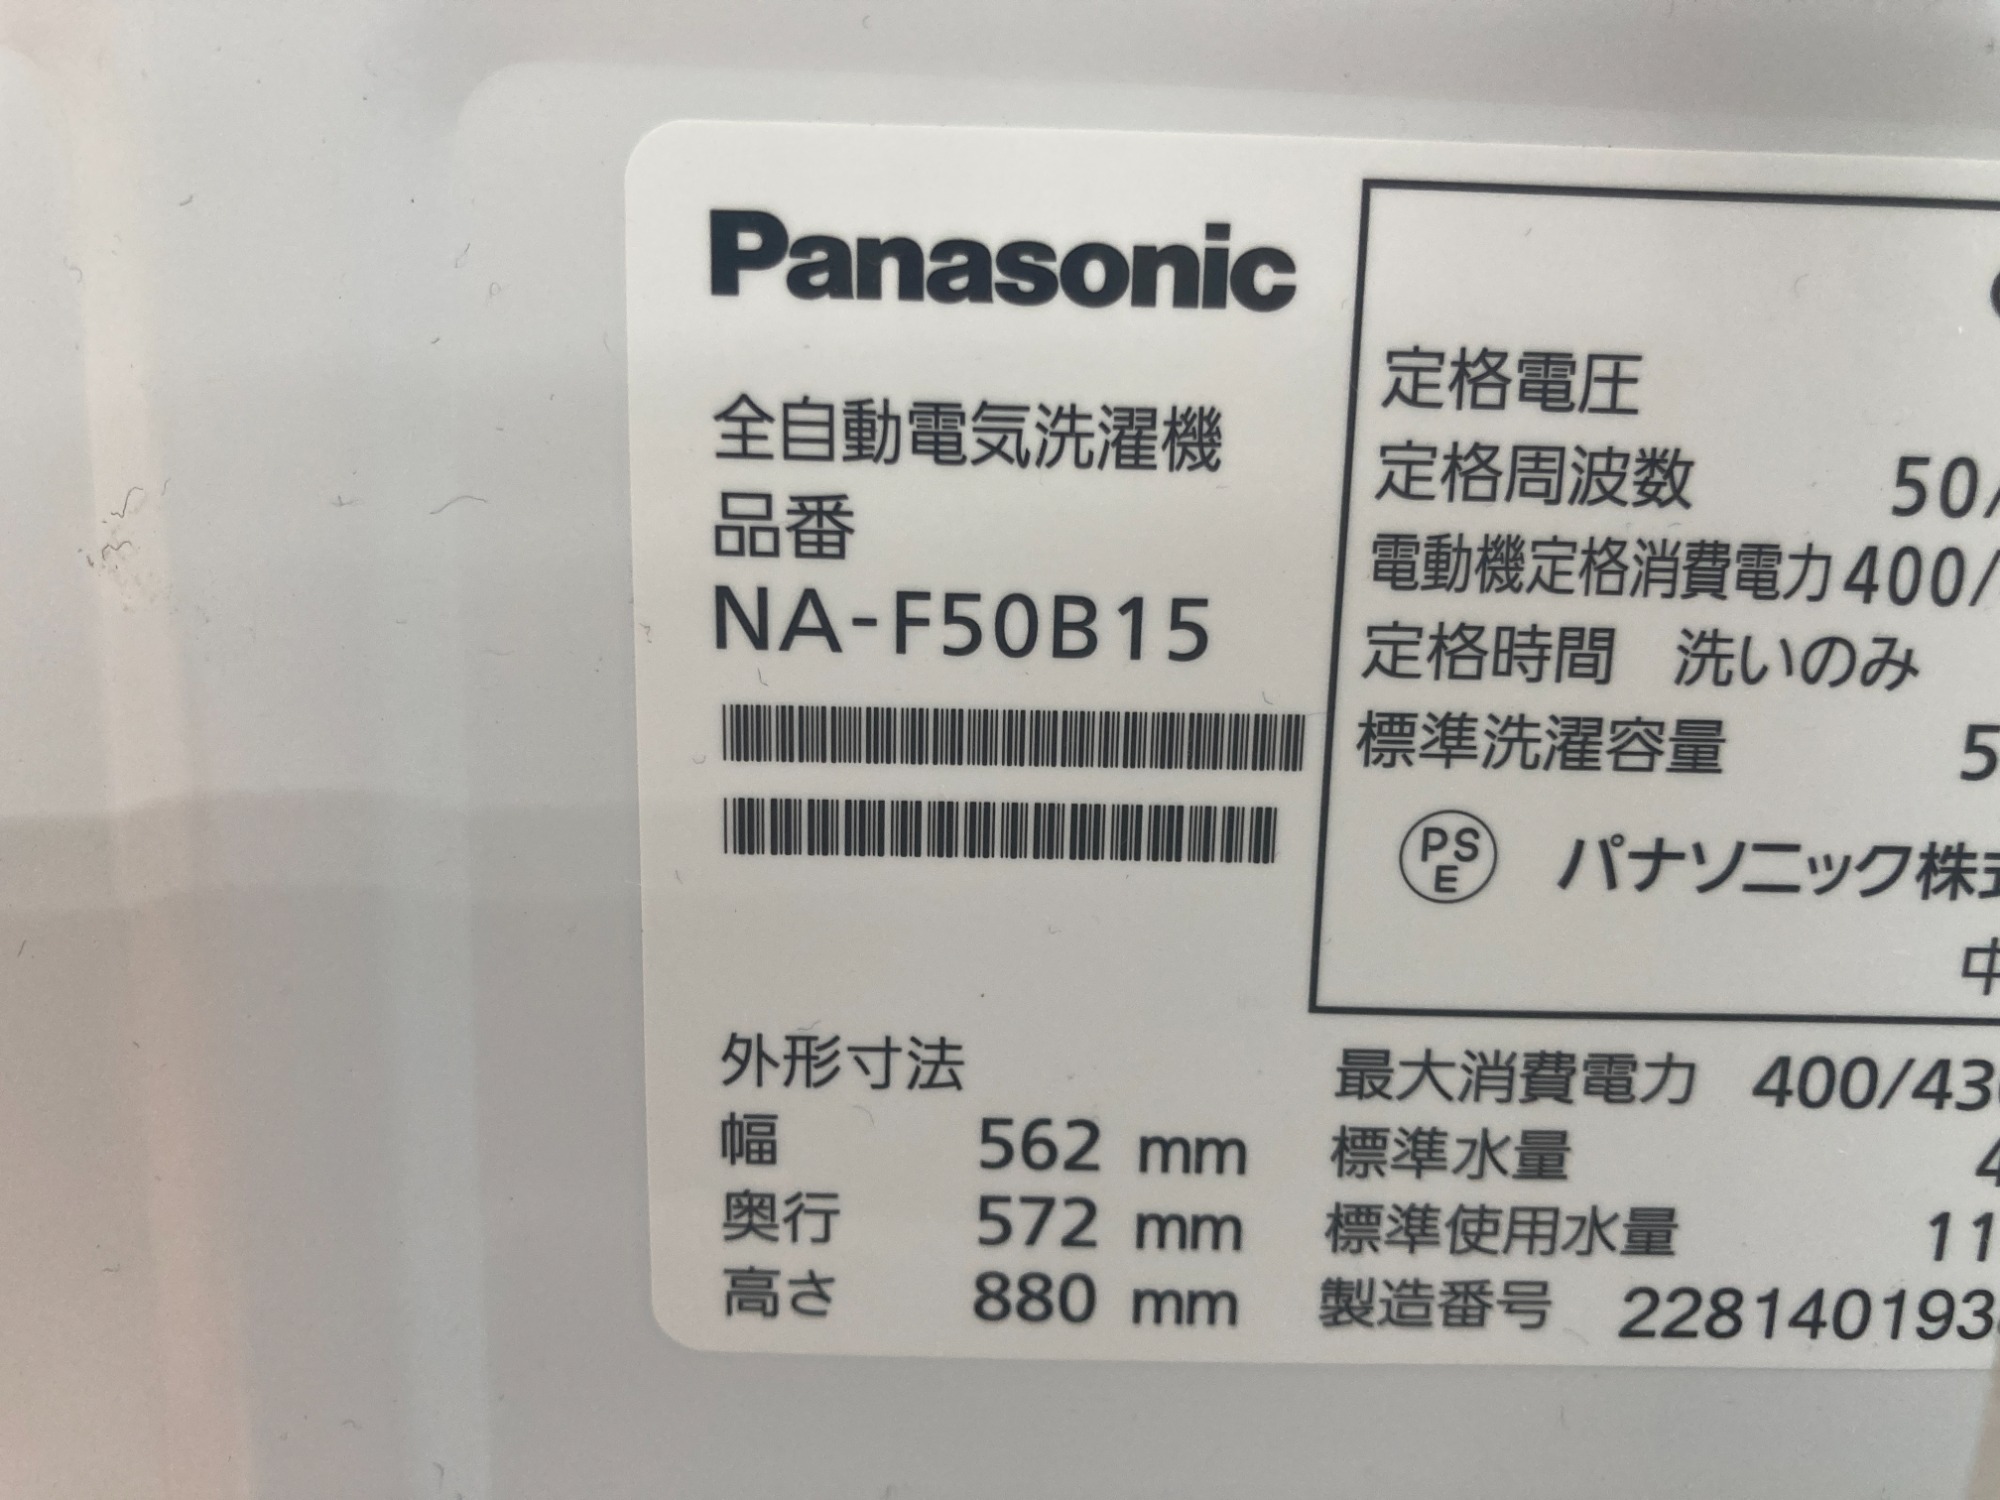 Panasonic
全自動電気洗濯機
品番
NA-F50B15
定格電圧
定格周波数 50/
電動機定格消費電力 400/
定格時間 洗いのみ
標準洗濯容量 5
PSE パナソニック株式
中
外形寸法
幅 562 mm
奥行 572 mm
高さ 880 mm
最大消費電力 400/43
標準水量 4
標準使用水量 11
製造番号 228140193